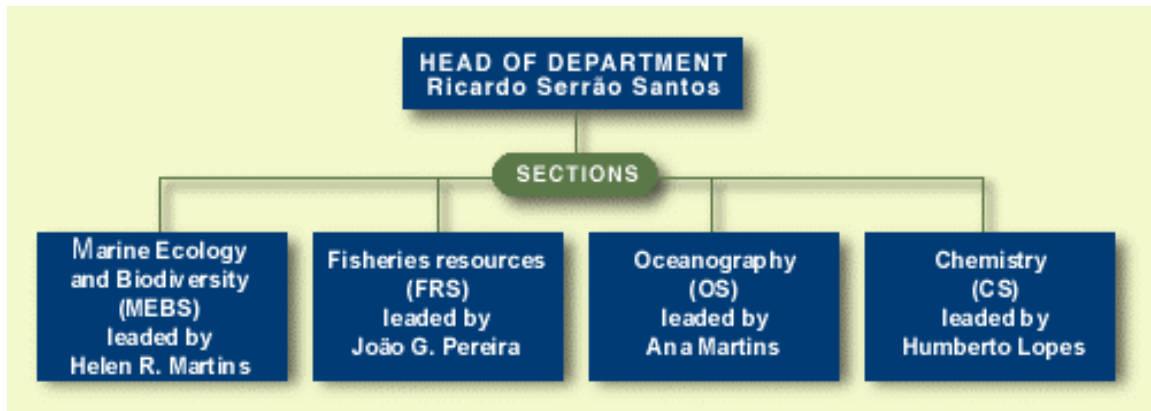 HEAD OF DEPARTMENT
Ricardo Serrão Santos
SECTIONS
Marine Ecology
and Biodiversity
(MEBS)
leaded by
Helen R. Martins
Fisheries resources
(FRS)
leaded by
João G. Pereira
Oceanography
(OS)
leaded by
Ana Martins
Chemistry
(CS)
leaded by
Humberto Lopes